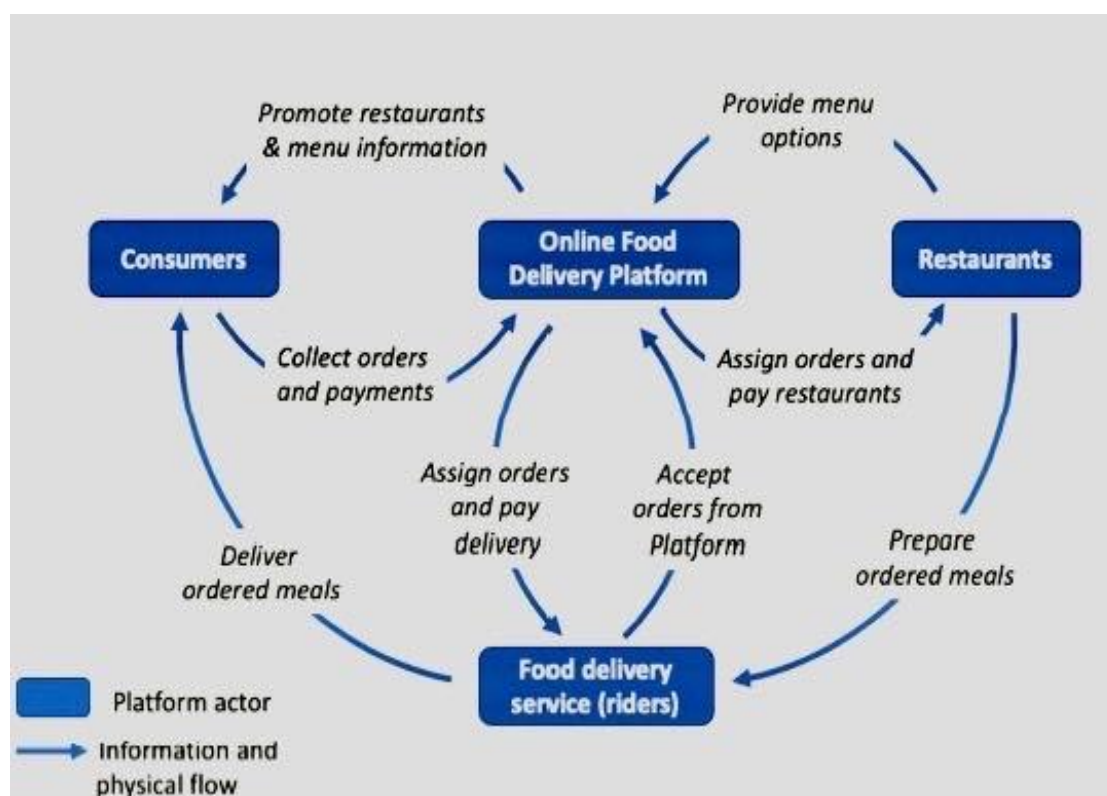 Promote restaurants
& menu information
Provide menu
options
Consumers
Online Food
Delivery Platform
Restaurants
Collect orders
and payments
Assign orders and
pay restaurants
Assign orders
and pay
delivery
Accept
orders from
Platform
Deliver
ordered meals
Prepare
ordered meals
Food delivery
service (riders)
Platform actor
Information and
physical flow